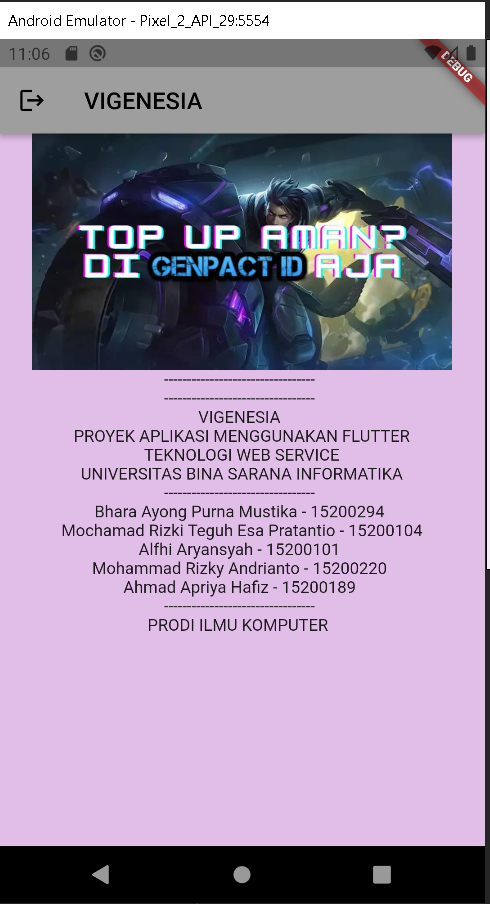 Android Emulator - Pixel_2_API_29:5554
11:06
DEBUG
VIGENESIA
TOP UP AMAN?
DI GENPACT ID AJA
---------------------------------
---------------------------------
VIGENESIA
PROYEK APLIKASI MENGGUNAKAN FLUTTER
TEKNOLOGI WEB SERVICE
UNIVERSITAS BINA SARANA INFORMATIKA
---------------------------------
Bhara Ayong Purna Mustika - 15200294
Mochamad Rizki Teguh Esa Pratantio - 15200104
Alfhi Aryansyah - 15200101
Mohammad Rizky Andrianto - 15200220
Ahmad Apriya Hafiz - 15200189
---------------------------------
PRODI ILMU KOMPUTER